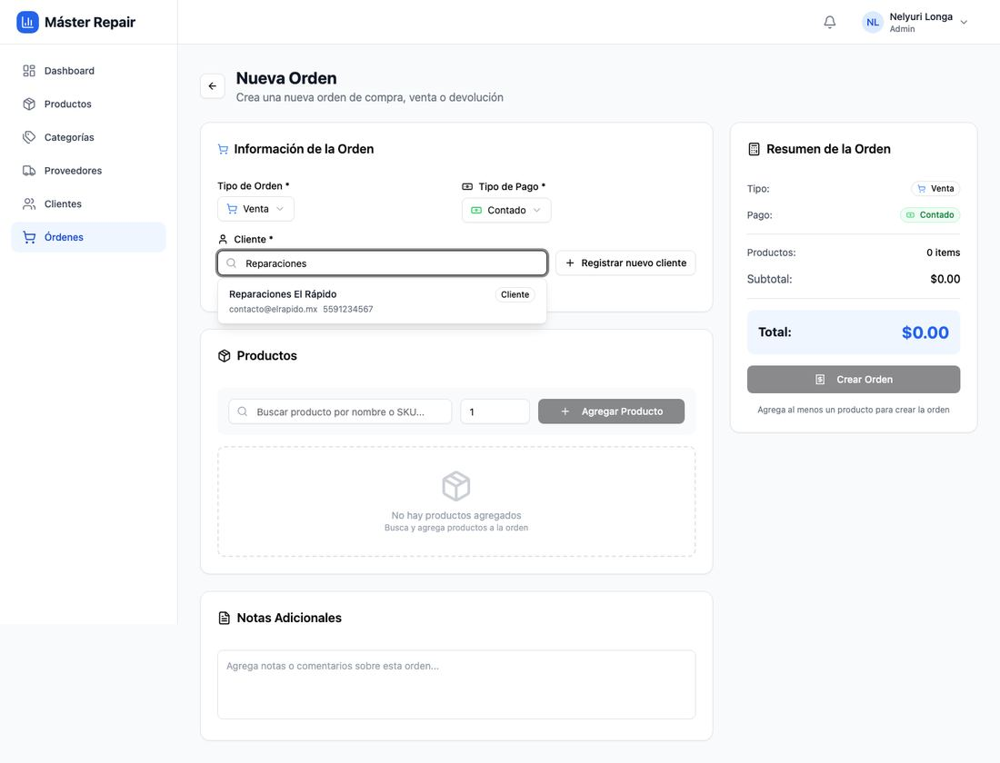 Máster Repair
NL
Nelyuri Longa
Admin
Dashboard
Productos
Categorías
Proveedores
Clientes
Órdenes
Nueva Orden
Crea una nueva orden de compra, venta o devolución
Información de la Orden
Tipo de Orden *
Tipo de Pago *
Venta
Contado
Cliente *
Reparaciones
Registrar nuevo cliente
Reparaciones El Rápido
Cliente
contacto@elrapido.mx 5591234567
Productos
Buscar producto por nombre o SKU...
1
Agregar Producto
No hay productos agregados
Busca y agrega productos a la orden
Notas Adicionales
Agrega notas o comentarios sobre esta orden...
Resumen de la Orden
Tipo:
Venta
Pago:
Contado
Productos:
0 items
Subtotal:
$0.00
Total:
$0.00
Crear Orden
Agrega al menos un producto para crear la orden